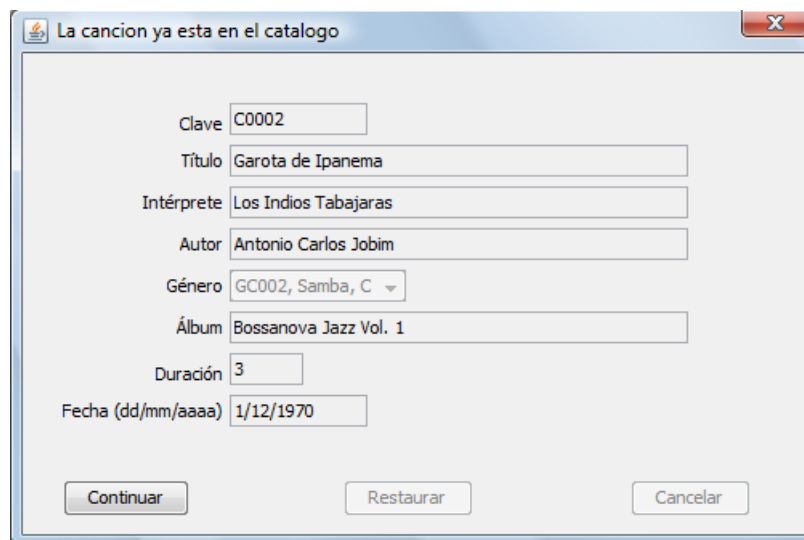 La cancion ya esta en el catalogo
Clave C0002
Título Garota de Ipanema
Intérprete Los Indios Tabajaras
Autor Antonio Carlos Jobim
Género GC002, Samba, C
Álbum Bossanova Jazz Vol. 1
Duración 3
Fecha (dd/mm/aaaa) 1/12/1970
Continuar Restaurar Cancelar